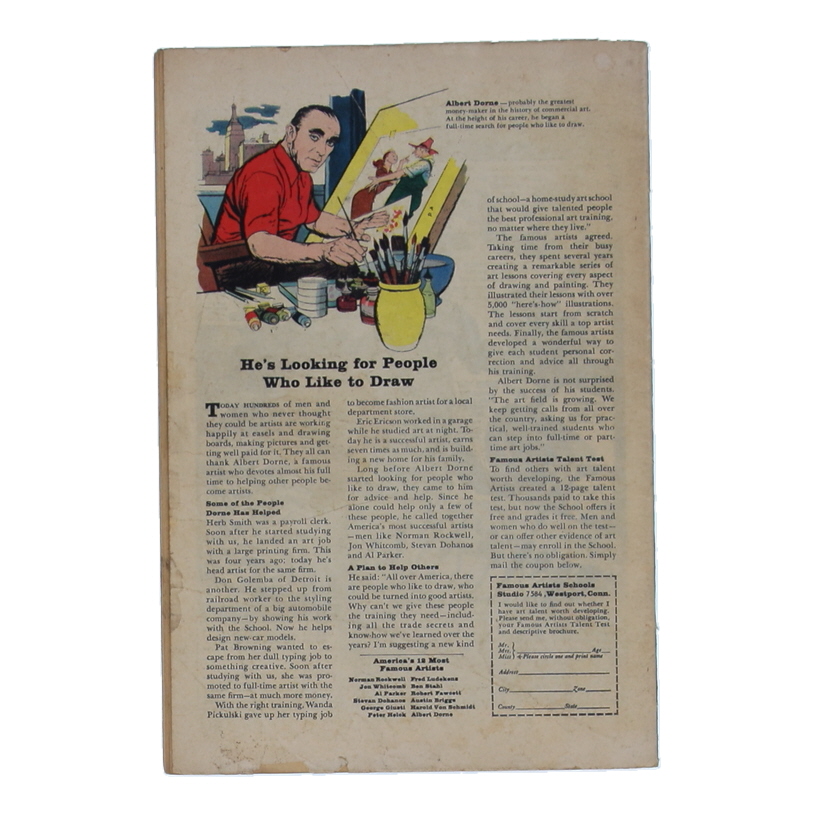 Albert Dorne — probably the greatest
money-maker in the history of commercial art.
At the height of his career, he began a
full-time search for people who like to draw.
He's Looking for People
Who Like to Draw
TODAY HUNDREDS of men and
women who never thought
they could be artists are working
happily at easels and drawing
boards, making pictures and get-
ting well paid for it. They all can
thank Albert Dorne, a famous
artist who devotes almost his full
time to helping other people be-
come artists.
Some of the People
Dorne Has Helped
Herb Smith was a payroll clerk.
Soon after he started studying
with us, he landed an art job
with a large printing firm. This
was four years ago; today he's
head artist for the same firm.
Don Golemba of Detroit is
another. He stepped up from
railroad worker to the styling
department of a big automobile
company—by showing his work
with the School. Now he helps
design new-car models.
Pat Browning wanted to es-
cape from her dull typing job to
something creative. Soon after
studying with us, she was pro-
moted to full-time artist with the
same firm—at much more money.
With the right training, Wanda
Pickulski gave up her typing job
to become fashion artist for a local
department store.
Eric Ericson worked in a garage
while he studied art at night. To-
day he is a successful artist, earns
seven times as much, and is build-
ing a new home for his family.
Long before Albert Dorne
started looking for people who
like to draw, they came to him
for advice and help. Since he
alone could help only a few of
these people, he called together
America's most successful artists
—men like Norman Rockwell,
Jon Whitcomb, Stevan Dohanos
and Al Parker.
A Plan to Help Others
He said: "All over America, there
are people who like to draw, who
could be turned into good artists.
Why can't we give these people
the training they need—includ-
ing all the trade secrets and
know-how we've learned over the
years? I'm suggesting a new kind
America's 12 Most
Famous Artists
Norman Rockwell Fred Ludekens
Jon Whitcomb Ben Stahl
Al Parker Robert Fawcett
Stevan Dohanos Austin Briggs
George Giusti Harold Von Schmidt
Peter Helck Albert Dorne
of school—a home-study art school
that would give talented people
the best professional art training,
no matter where they live."
The famous artists agreed.
Taking time from their busy
careers, they spent several years
creating a remarkable series of
art lessons covering every aspect
of drawing and painting. They
illustrated their lessons with over
5,000 "here's-how" illustrations.
The lessons start from scratch
and cover every skill a top artist
needs. Finally, the famous artists
developed a wonderful way to
give each student personal cor-
rection and advice all through
his training.
Albert Dorne is not surprised
by the success of his students.
"The art field is growing. We
keep getting calls from all over
the country, asking us for prac-
tical, well-trained students who
can step into full-time or part-
time art jobs."
Famous Artists Talent Test
To find others with art talent
worth developing, the Famous
Artists created a 12-page talent
test. Thousands paid to take this
test, but now the School offers it
free and grades it free. Men and
women who do well on the test—
or can offer other evidence of art
talent—may enroll in the School.
But there's no obligation. Simply
mail the coupon below.
Famous Artists Schools
Studio 7564, Westport, Conn.
I would like to find out whether I
have art talent worth developing.
Please send me, without obligation,
your Famous Artists Talent Test
and descriptive brochure.
Mr.
Mrs. Age
Miss Please circle one and print name
Address
City Zone
County State